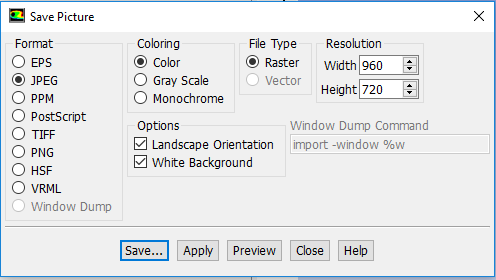 Save Picture
Format
EPS
JPEG
PPM
PostScript
TIFF
PNG
HSF
VRML
Window Dump
Coloring
Color
Gray Scale
Monochrome
File Type
Raster
Vector
Resolution
Width 960
Height 720
Options
Landscape Orientation
White Background
Window Dump Command
import -window %w
Save... Apply Preview Close Help